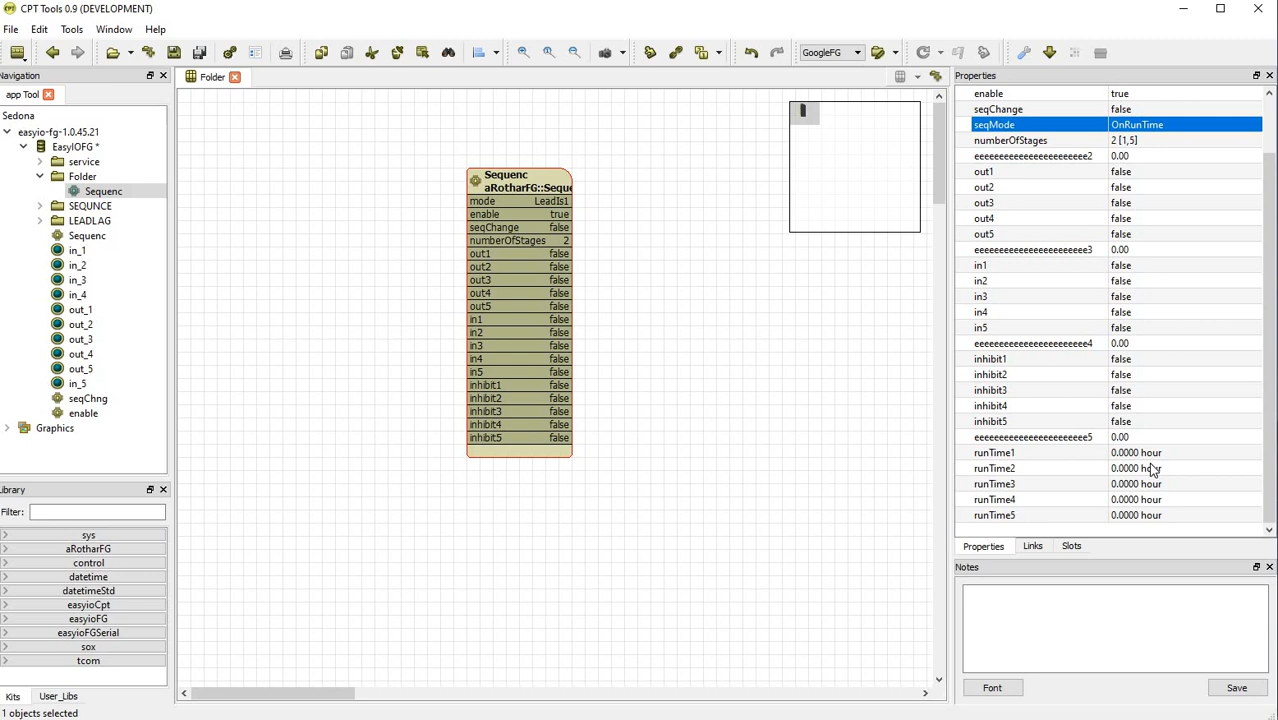 CPT Tools 0.9 (DEVELOPMENT)
File Edit Tools Window Help
GoogleFG
Navigation
app Tool
Sedona
easyio-fg-1.0.45.21
EasyIOFG *
service
Folder
Sequenc
SEQUNCE
LEADLAG
Sequenc
in_1
in_2
in_3
in_4
out_1
out_2
out_3
out_4
out_5
in_5
seqChng
enable
Graphics
Library
Filter:
sys
aRotharFG
control
datetime
datetimeStd
easyioCpt
easyioFG
easyioFGSerial
sox
tcom
Kits User_Libs
1 objects selected
Folder
Sequenc
aRotharFG::Seque
mode LeadIs1
enable true
seqChange false
numberOfStages 2
out1 false
out2 false
out3 false
out4 false
out5 false
in1 false
in2 false
in3 false
in4 false
in5 false
inhibit1 false
inhibit2 false
inhibit3 false
inhibit4 false
inhibit5 false
Properties
enable true
seqChange false
seqMode OnRunTime
numberOfStages 2 [1,5]
eeeeeeeeeeeeeeeeeeeeeee2 0.00
out1 false
out2 false
out3 false
out4 false
out5 false
eeeeeeeeeeeeeeeeeeeeeee3 0.00
in1 false
in2 false
in3 false
in4 false
in5 false
eeeeeeeeeeeeeeeeeeeeeee4 0.00
inhibit1 false
inhibit2 false
inhibit3 false
inhibit4 false
inhibit5 false
eeeeeeeeeeeeeeeeeeeeeee5 0.00
runTime1 0.0000 hour
runTime2 0.0000 hour
runTime3 0.0000 hour
runTime4 0.0000 hour
runTime5 0.0000 hour
Properties Links Slots
Notes
Font Save